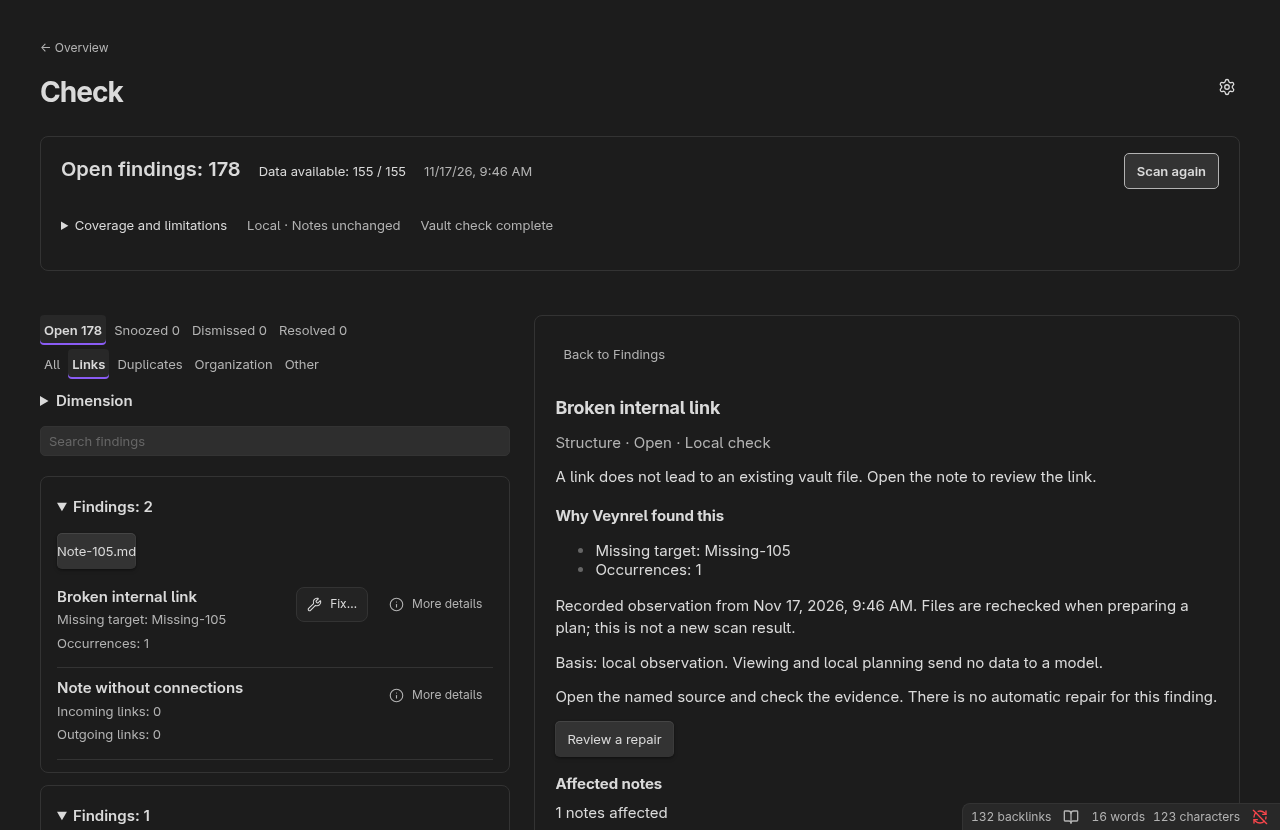 ← Overview
Check
Open findings: 178 Data available: 155 / 155 11/17/26, 9:46 AM
Scan again
Coverage and limitations Local · Notes unchanged Vault check complete
Open 178 Snoozed 0 Dismissed 0 Resolved 0
All Links Duplicates Organization Other
Dimension
Search findings
Findings: 2
Note-105.md
Broken internal link
Missing target: Missing-105
Occurrences: 1
Fix...
More details
Note without connections
Incoming links: 0
Outgoing links: 0
More details
Findings: 1
Back to Findings
Broken internal link
Structure · Open · Local check
A link does not lead to an existing vault file. Open the note to review the link.
Why Veynrel found this
Missing target: Missing-105
Occurrences: 1
Recorded observation from Nov 17, 2026, 9:46 AM. Files are rechecked when preparing a
plan; this is not a new scan result.
Basis: local observation. Viewing and local planning send no data to a model.
Open the named source and check the evidence. There is no automatic repair for this finding.
Review a repair
Affected notes
1 notes affected
132 backlinks 16 words 123 characters